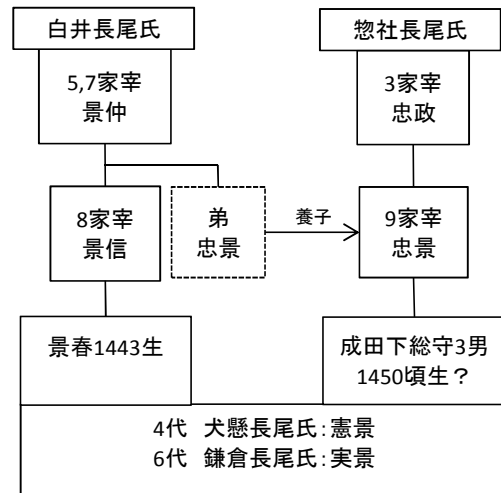 白井長尾氏
惣社長尾氏
5,7家宰
景仲
3家宰
忠政
8家宰
景信
弟
忠景
養子
9家宰
忠景
景春1443生
成田下総守3男
1450頃生？
4代 犬懸長尾氏：憲景
6代 鎌倉長尾氏：実景